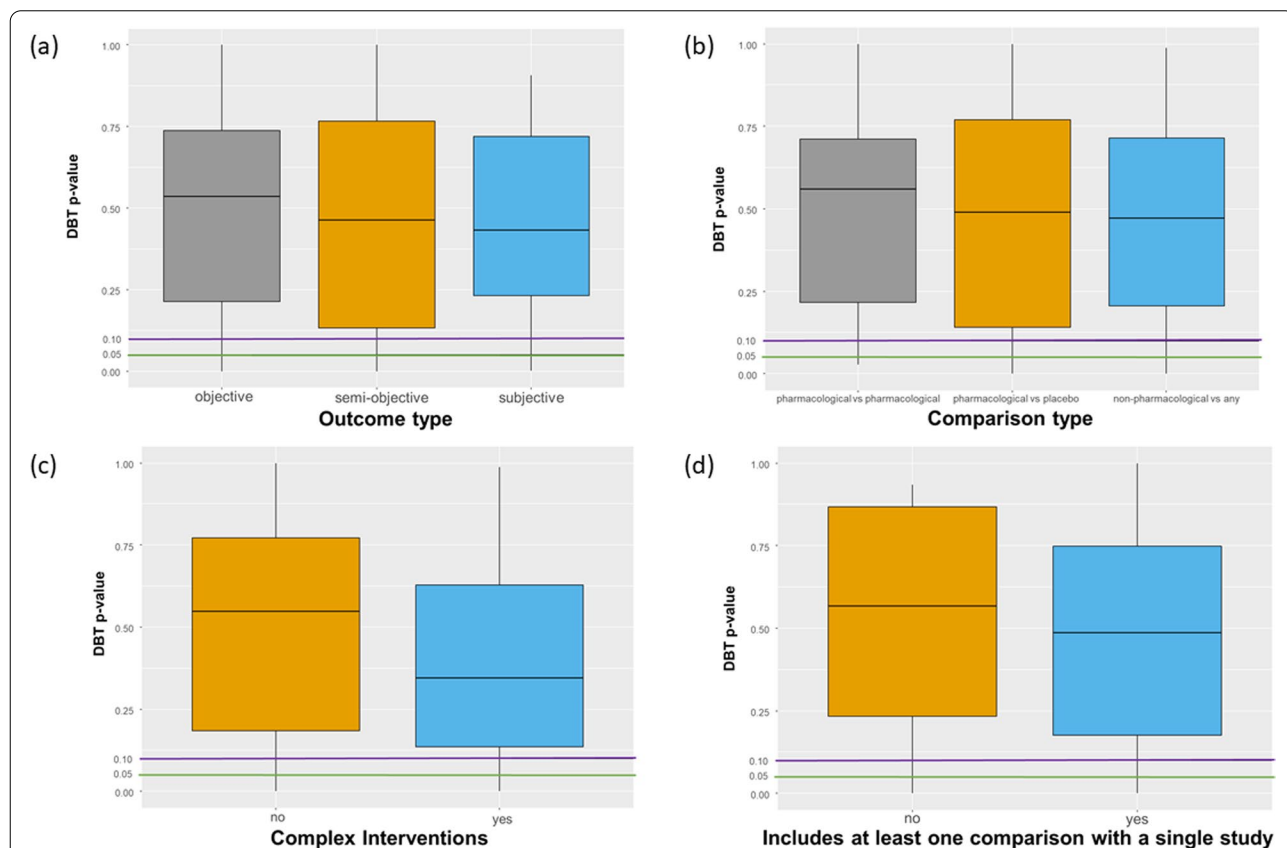 (a)
DBT p-value
1.00
0.75
0.50
0.25
0.10
0.05
0.00
objective semi-objective subjective
Outcome type
(b)
DBT p-value
1.00
0.75
0.50
0.25
0.10
0.05
0.00
pharmacological vs pharmacological pharmacological vs placebo non-pharmacological vs any
Comparison type
(c)
DBT p-value
1.00
0.75
0.50
0.25
0.10
0.05
0.00
no yes
Complex Interventions
(d)
DBT p-value
1.00
0.75
0.50
0.25
0.10
0.05
0.00
no yes
Includes at least one comparison with a single study